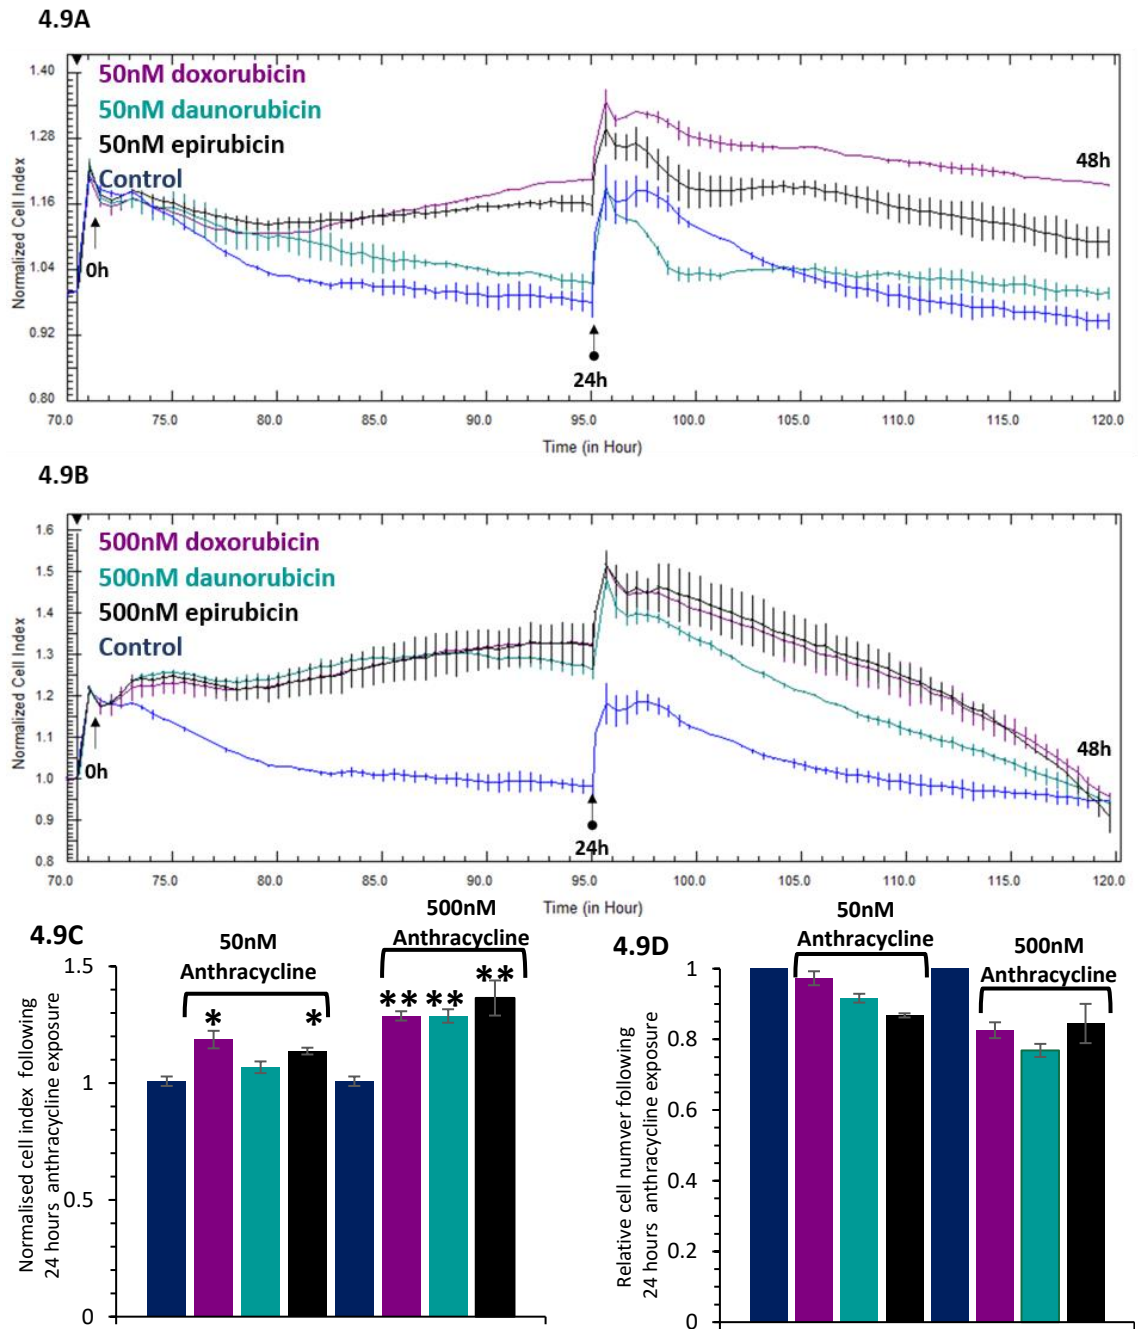 4.9A
1.40
1.28
1.16
1.04
0.92
0.80
Normalized Cell Index
50nM doxorubicin
50nM daunorubicin
50nM epirubicin
Control
0h
24h
48h
70.0 75.0 80.0 85.0 90.0 95.0 100.0 105.0 110.0 115.0 120.0
Time (in Hour)
4.9B
1.6
1.5
1.4
1.3
1.2
1.1
1.0
0.9
0.8
Normalized Cell Index
500nM doxorubicin
500nM daunorubicin
500nM epirubicin
Control
0h
24h
48h
70.0 75.0 80.0 85.0 90.0 95.0 100.0 105.0 110.0 115.0 120.0
Time (in Hour)
4.9C
50nM
Anthracycline
500nM
Anthracycline
* * ** ** **
1.5
1
0.5
0
Normalised cell index following
24 hours anthracycline exposure
4.9D
50nM
Anthracycline
500nM
Anthracycline
1
0.8
0.6
0.4
0.2
0
Relative cell numver following
24 hours anthracycline exposure